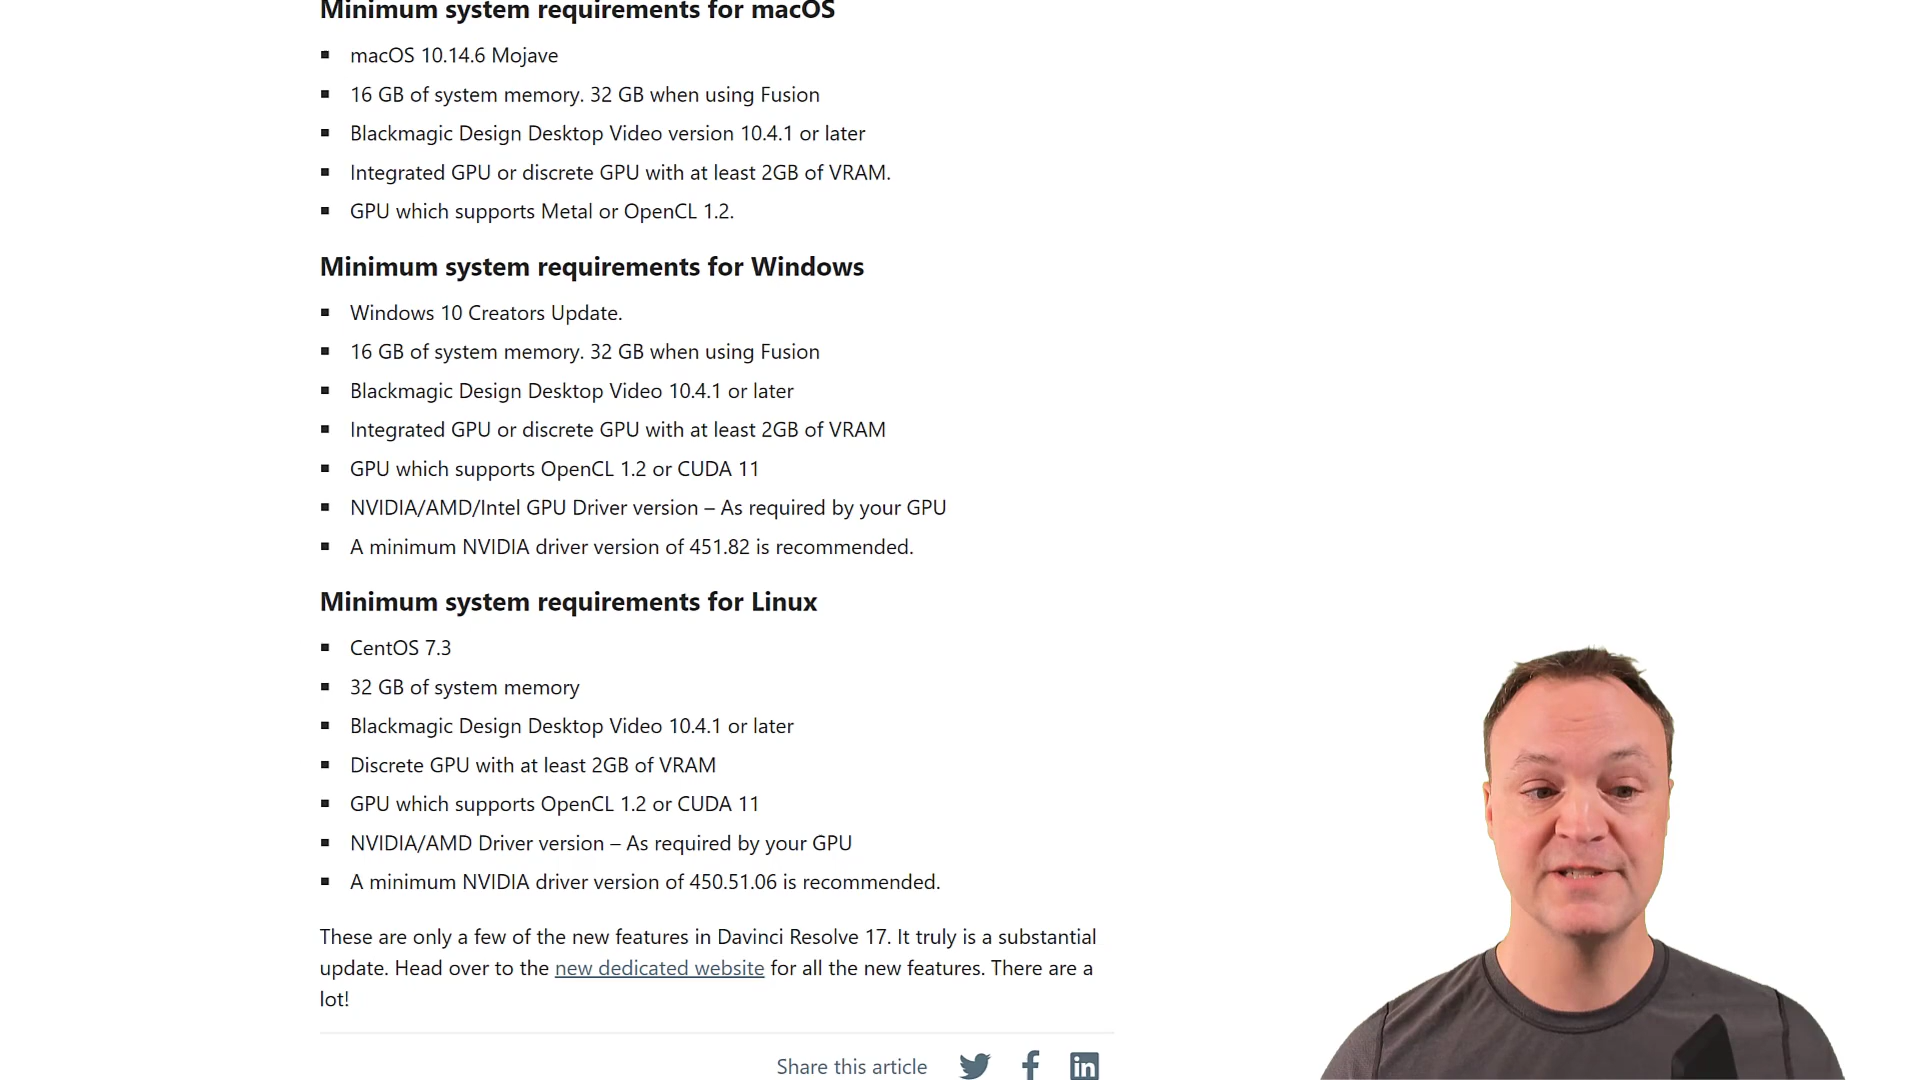 Minimum system requirements for macOS
macOS 10.14.6 Mojave
16 GB of system memory. 32 GB when using Fusion
Blackmagic Design Desktop Video version 10.4.1 or later
Integrated GPU or discrete GPU with at least 2GB of VRAM.
GPU which supports Metal or OpenCL 1.2.
Minimum system requirements for Windows
Windows 10 Creators Update.
16 GB of system memory. 32 GB when using Fusion
Blackmagic Design Desktop Video 10.4.1 or later
Integrated GPU or discrete GPU with at least 2GB of VRAM
GPU which supports OpenCL 1.2 or CUDA 11
NVIDIA/AMD/Intel GPU Driver version – As required by your GPU
A minimum NVIDIA driver version of 451.82 is recommended.
Minimum system requirements for Linux
CentOS 7.3
32 GB of system memory
Blackmagic Design Desktop Video 10.4.1 or later
Discrete GPU with at least 2GB of VRAM
GPU which supports OpenCL 1.2 or CUDA 11
NVIDIA/AMD Driver version – As required by your GPU
A minimum NVIDIA driver version of 450.51.06 is recommended.
These are only a few of the new features in Davinci Resolve 17. It truly is a substantial
update. Head over to the new dedicated website for all the new features. There are a
lot!
Share this article